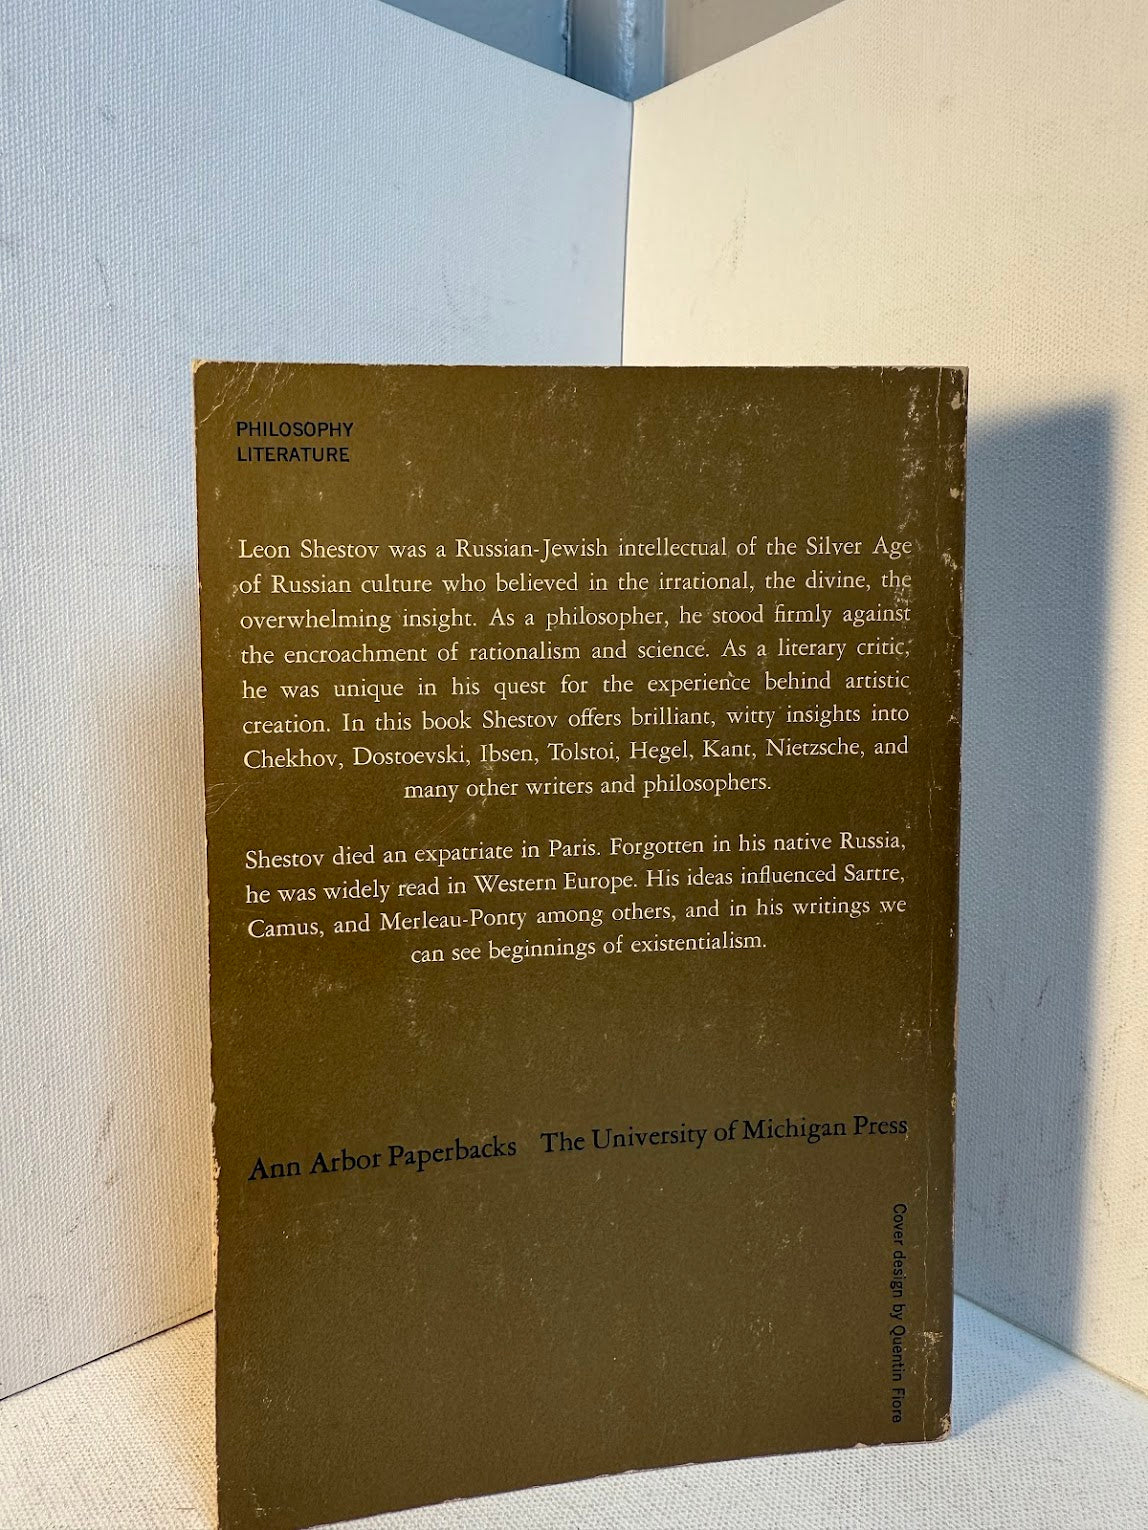 PHILOSOPHY
LITERATURE
Leon Shestov was a Russian-Jewish intellectual of the Silver Age
of Russian culture who believed in the irrational, the divine, the
overwhelming insight. As a philosopher, he stood firmly against
the encroachment of rationalism and science. As a literary critic,
he was unique in his quest for the experience behind artistic
creation. In this book Shestov offers brilliant, witty insights into
Chekhov, Dostoevski, Ibsen, Tolstoi, Hegel, Kant, Nietzsche, and
many other writers and philosophers.
Shestov died an expatriate in Paris. Forgotten in his native Russia,
he was widely read in Western Europe. His ideas influenced Sartre,
Camus, and Merleau-Ponty among others, and in his writings we
can see beginnings of existentialism.
Ann Arbor Paperbacks The University of Michigan Press
Cover design by Quentin Fiore